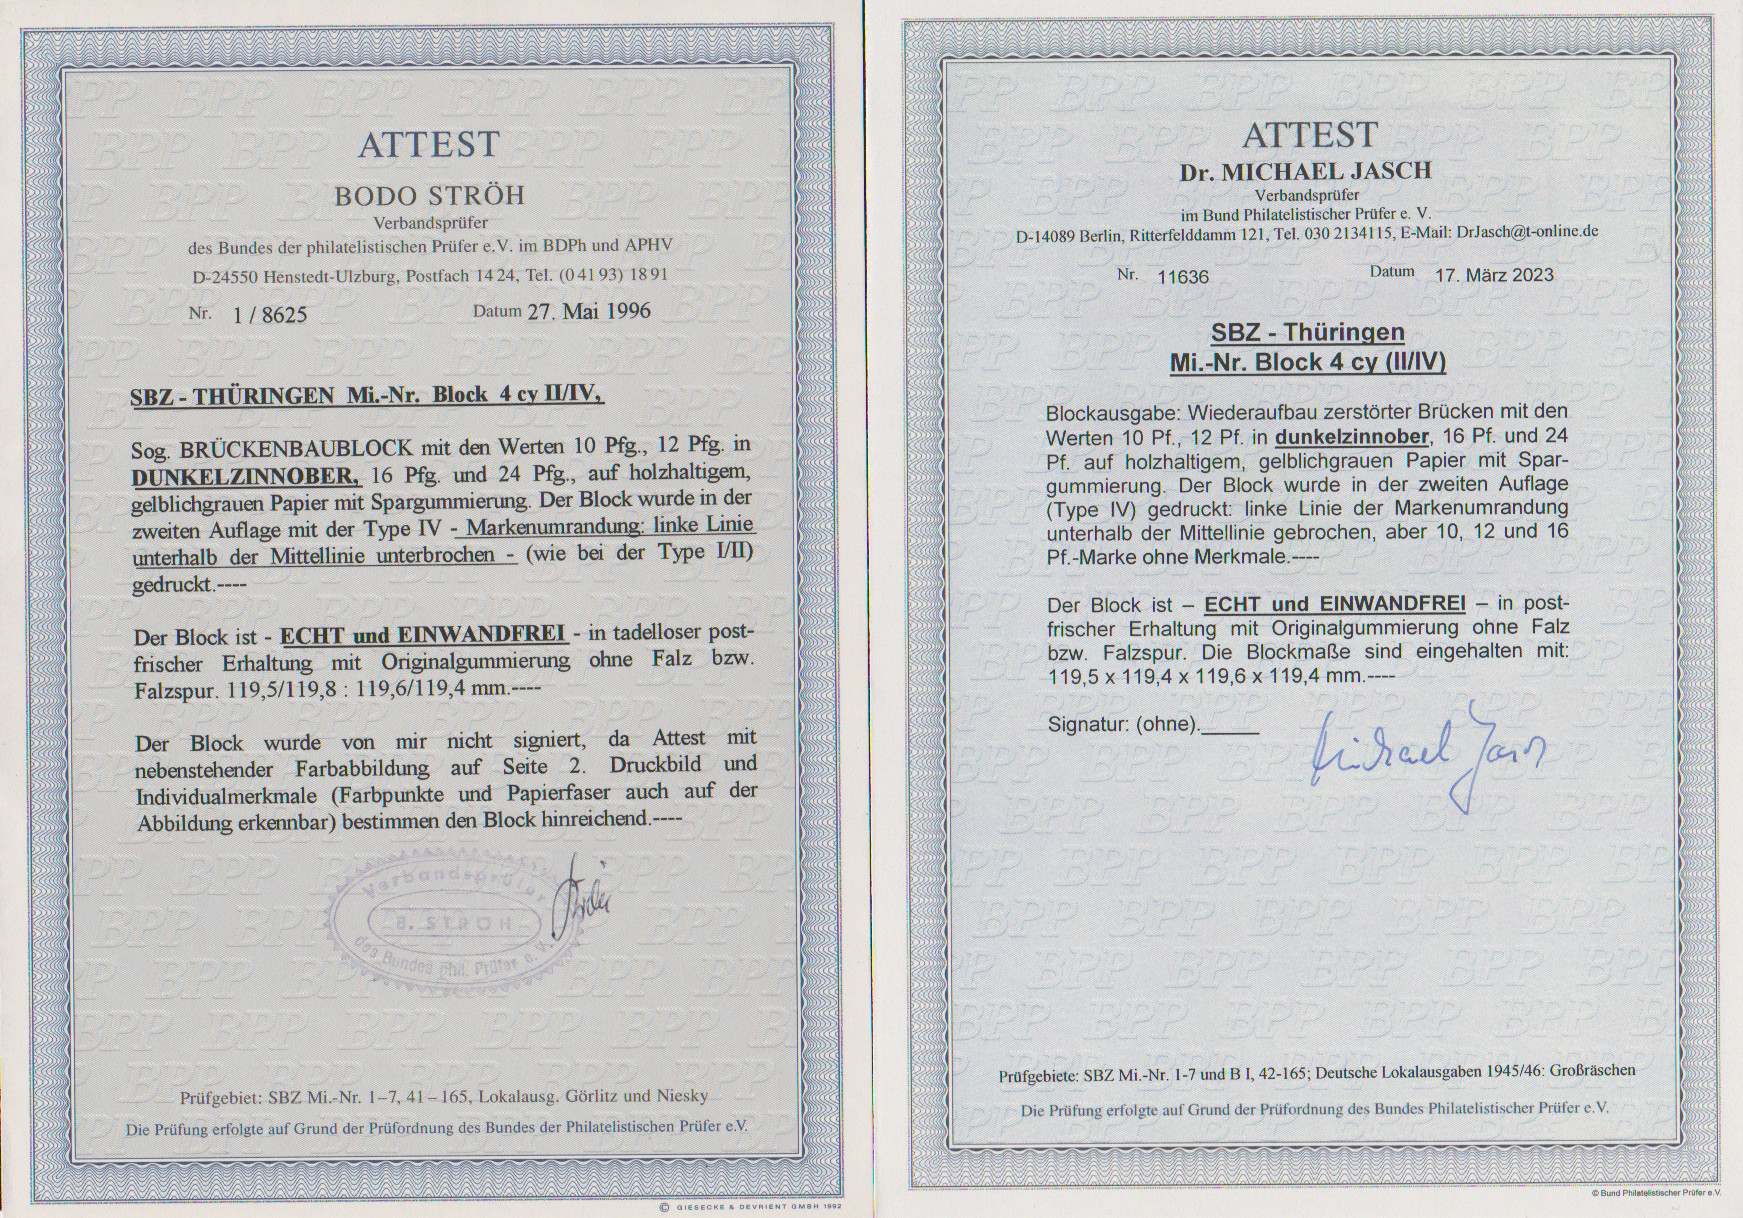 ATTEST
BODO STRÖH
Verbandsprüfer
des Bundes der philatelistischen Prüfer e.V. im BDPh und APHV
D-24550 Henstedt-Ulzburg, Postfach 14 24, Tel. (0 41 93) 18 91
Nr. 1 / 8625 Datum 27. Mai 1996
SBZ - THÜRINGEN Mi.-Nr. Block 4 cy II/IV,
Sog. BRÜCKENBAUBLOCK mit den Werten 10 Pfg., 12 Pfg. in
DUNKELZINNOBER, 16 Pfg. und 24 Pfg., auf holzhaltigem,
gelblichgrauen Papier mit Spargummierung. Der Block wurde in der
zweiten Auflage mit der Type IV - Markenumrandung: linke Linie
unterhalb der Mittellinie unterbrochen - (wie bei der Type I/II)
gedruckt.----
Der Block ist - ECHT und EINWANDFREI - in tadelloser post-
frischer Erhaltung mit Originalgummierung ohne Falz bzw.
Falzspur. 119,5/119,8 : 119,6/119,4 mm.----
Der Block wurde von mir nicht signiert, da Attest mit
nebenstehender Farbabbildung auf Seite 2. Druckbild und
Individualmerkmale (Farbpunkte und Papierfaser auch auf der
Abbildung erkennbar) bestimmen den Block hinreichend.----
Verbandsprüfer
B. STRÖH
des Bundes phil. Prüfer e. V.
Prüfgebiet: SBZ Mi.-Nr. 1–7, 41–165, Lokalausg. Görlitz und Niesky
Die Prüfung erfolgte auf Grund der Prüfordnung des Bundes der Philatelistischen Prüfer e.V.
© GIESECKE & DEVRIENT GMBH 1992
ATTEST
Dr. MICHAEL JASCH
Verbandsprüfer
im Bund Philatelistischer Prüfer e. V.
D-14089 Berlin, Ritterfelddamm 121, Tel. 030 2134115, E-Mail: DrJasch@t-online.de
Nr. 11636 Datum 17. März 2023
SBZ - Thüringen
Mi.-Nr. Block 4 cy (II/IV)
Blockausgabe: Wiederaufbau zerstörter Brücken mit den
Werten 10 Pf., 12 Pf. in dunkelzinnober, 16 Pf. und 24
Pf. auf holzhaltigem, gelblichgrauen Papier mit Spar-
gummierung. Der Block wurde in der zweiten Auflage
(Type IV) gedruckt: linke Linie der Markenumrandung
unterhalb der Mittellinie gebrochen, aber 10, 12 und 16
Pf.-Marke ohne Merkmale.----
Der Block ist – ECHT und EINWANDFREI – in post-
frischer Erhaltung mit Originalgummierung ohne Falz
bzw. Falzspur. Die Blockmaße sind eingehalten mit:
119,5 x 119,4 x 119,6 x 119,4 mm.----
Signatur: (ohne).
Michael Jasch
Prüfgebiete: SBZ Mi.-Nr. 1-7 und B I, 42-165; Deutsche Lokalausgaben 1945/46: Großräschen
Die Prüfung erfolgte auf Grund der Prüfordnung des Bundes Philatelistischer Prüfer e.V.
© Bund Philatelistischer Prüfer e.V.